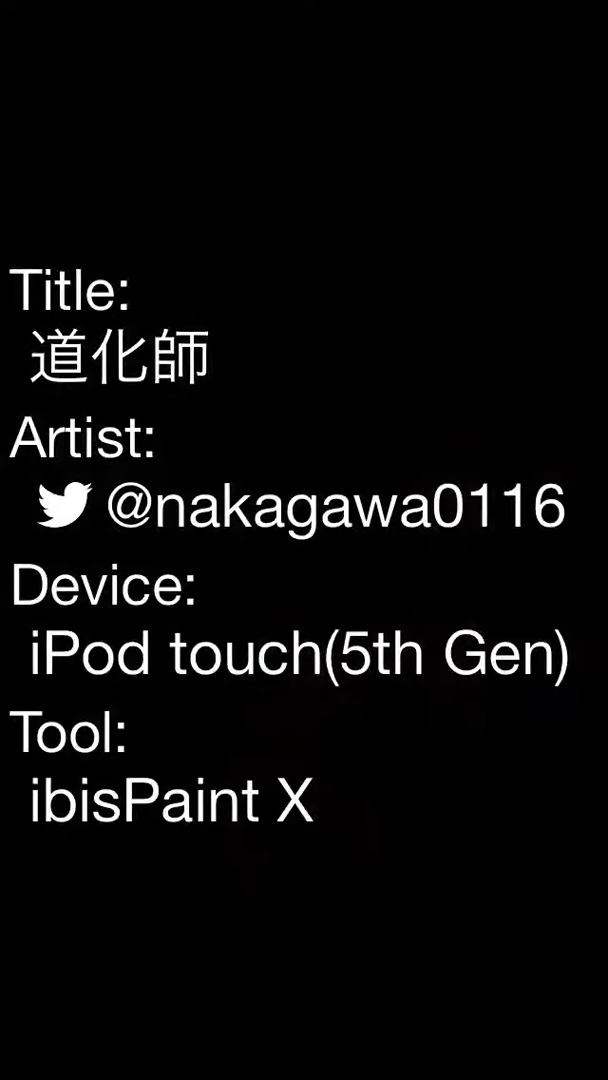 Title:
道化師
Artist:
@nakagawa0116
Device:
iPod touch(5th Gen)
Tool:
ibisPaint X